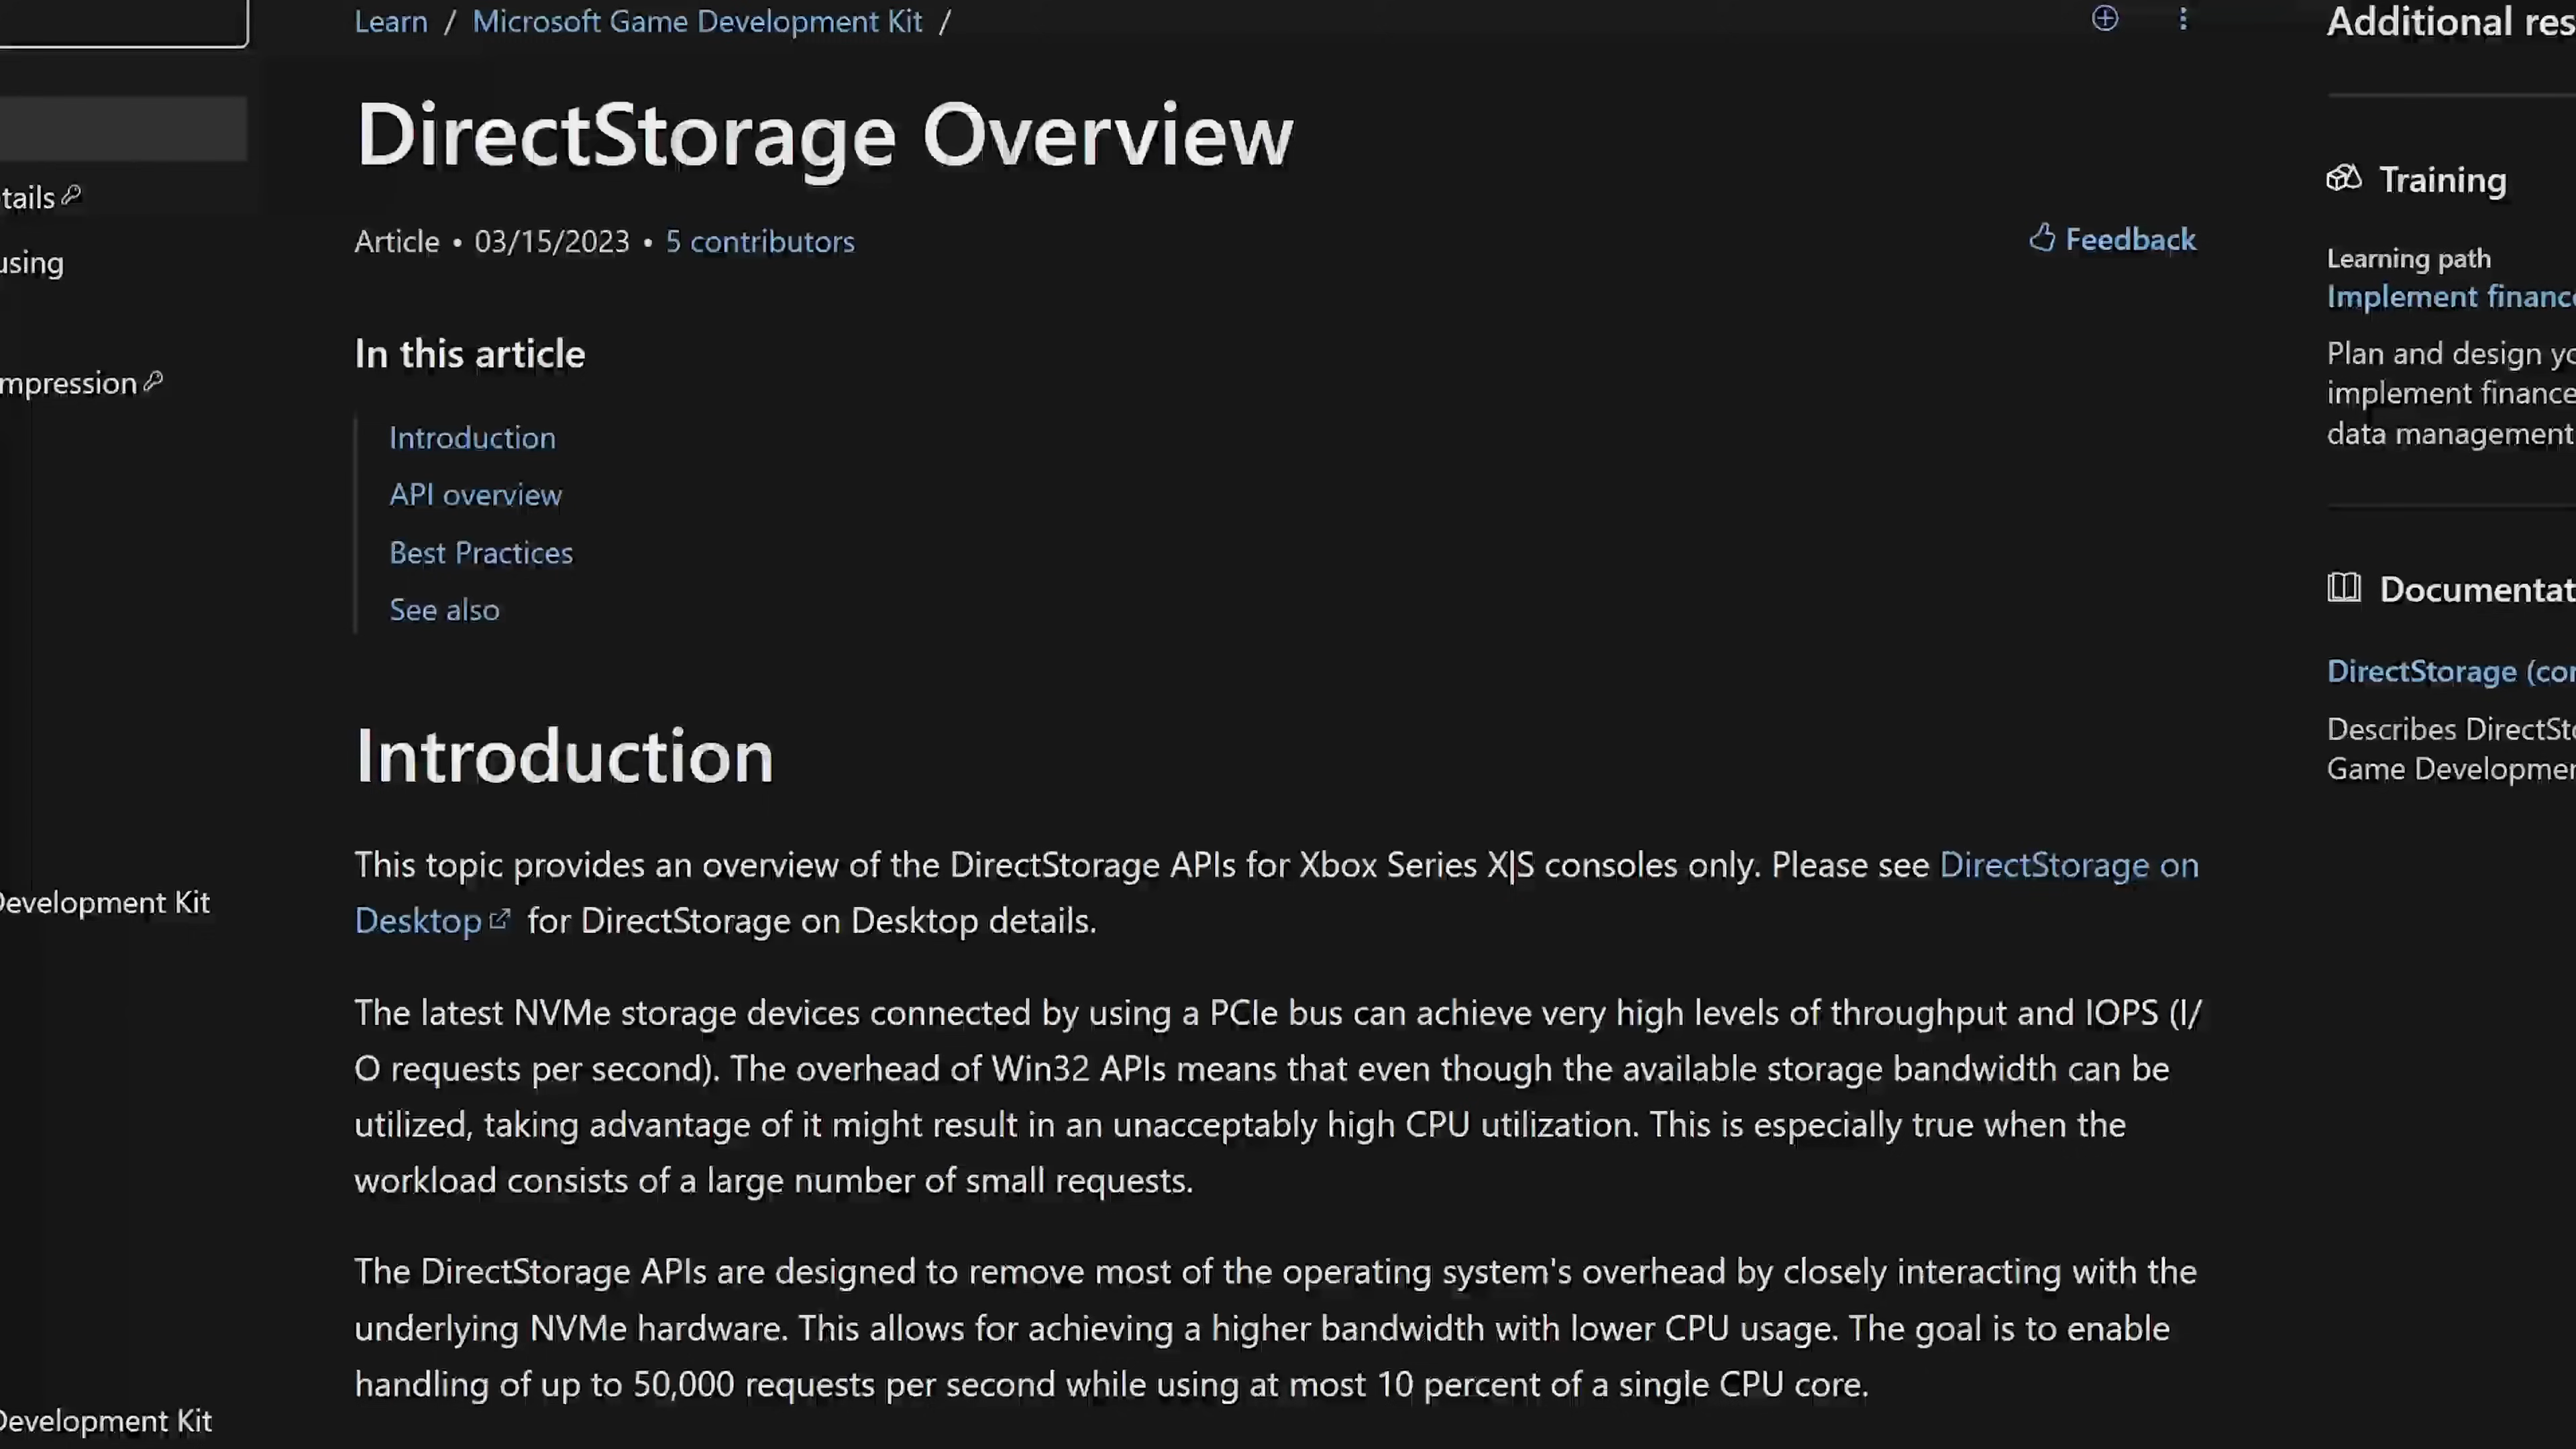 Learn / Microsoft Game Development Kit /
DirectStorage Overview
Article • 03/15/2023 • 5 contributors
Feedback
In this article
Introduction
API overview
Best Practices
See also
Introduction
This topic provides an overview of the DirectStorage APIs for Xbox Series X|S consoles only. Please see DirectStorage on
Desktop for DirectStorage on Desktop details.
The latest NVMe storage devices connected by using a PCIe bus can achieve very high levels of throughput and IOPS (I/
O requests per second). The overhead of Win32 APIs means that even though the available storage bandwidth can be
utilized, taking advantage of it might result in an unacceptably high CPU utilization. This is especially true when the
workload consists of a large number of small requests.
The DirectStorage APIs are designed to remove most of the operating system's overhead by closely interacting with the
underlying NVMe hardware. This allows for achieving a higher bandwidth with lower CPU usage. The goal is to enable
handling of up to 50,000 requests per second while using at most 10 percent of a single CPU core.
tails
using
mpression
Development Kit
Development Kit
Additional res
Training
Learning path
Implement finance
Plan and design yo
implement finance
data management
Documentat
DirectStorage (con
Describes DirectSto
Game Developmen